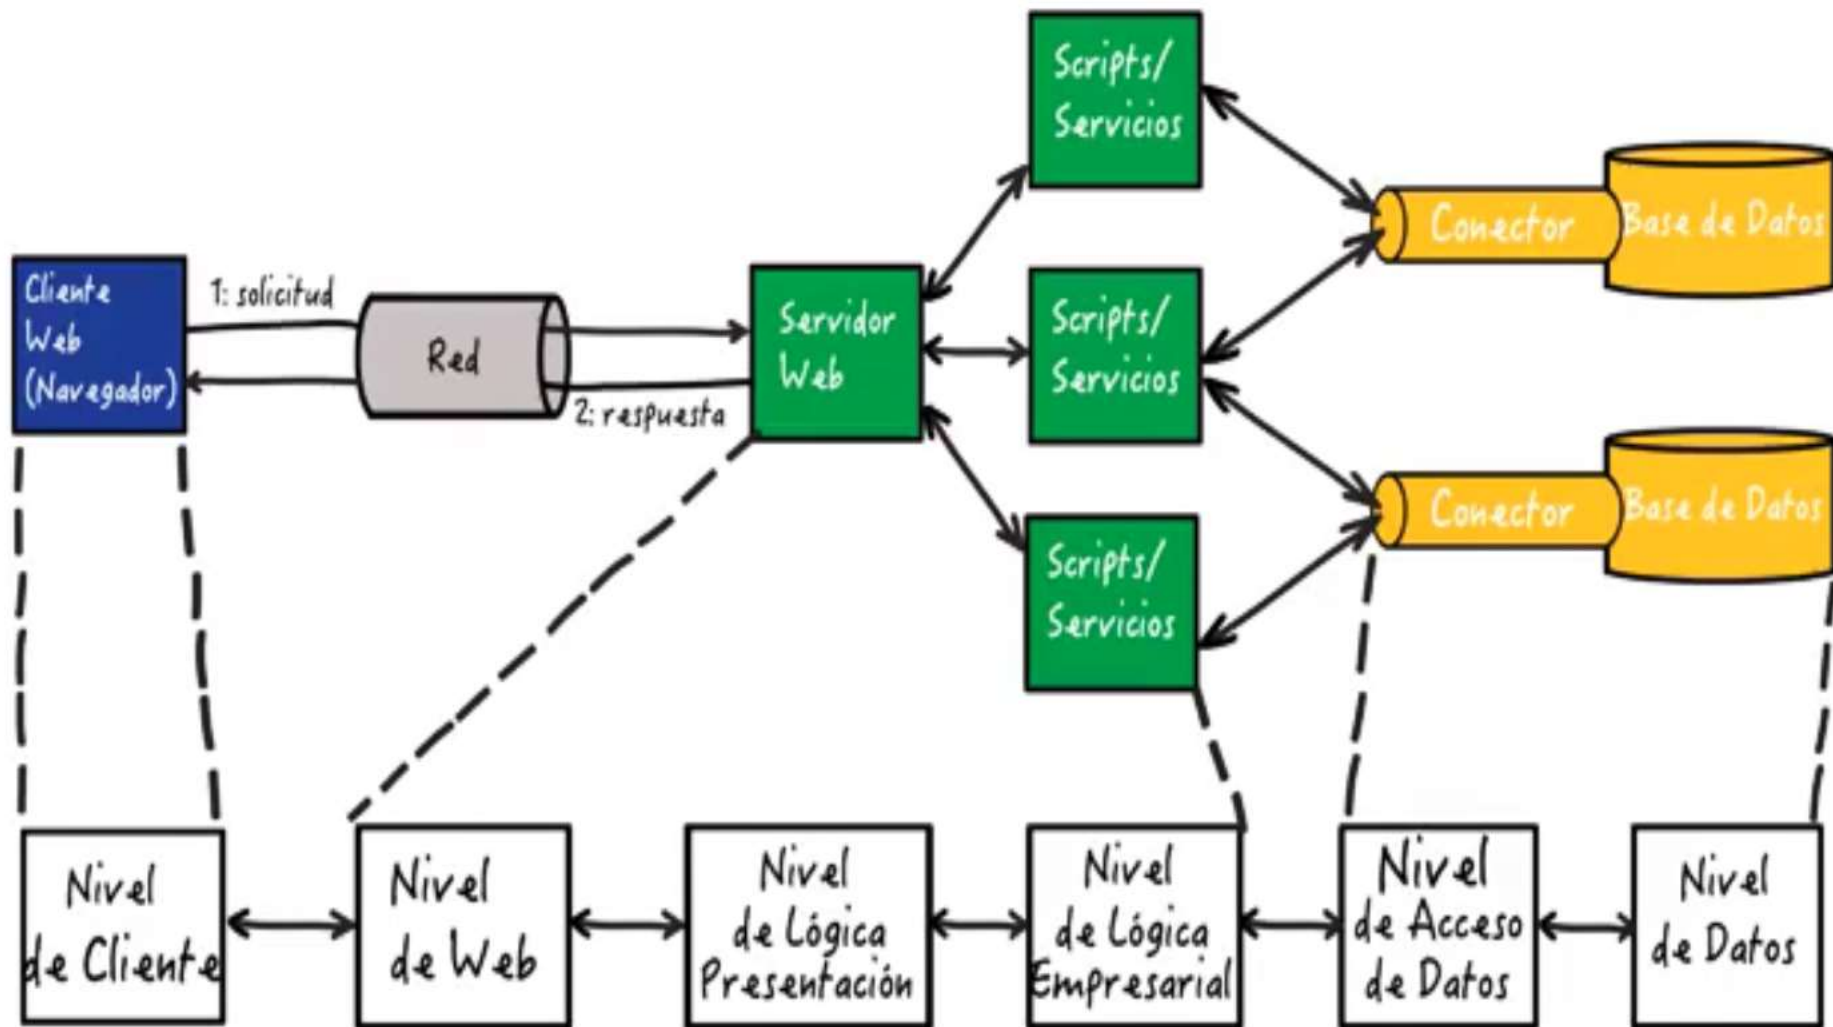 Scripts/
Servicios
Conector
Base de Datos
Cliente
Web
(Navegador)
1: solicitud
Red
2: respuesta
Servidor
Web
Scripts/
Servicios
Conector
Base de Datos
Scripts/
Servicios
Nivel
de Cliente
Nivel
de Web
Nivel
de Lógica
Presentación
Nivel
de Lógica
Empresarial
Nivel
de Acceso
de Datos
Nivel
de Datos